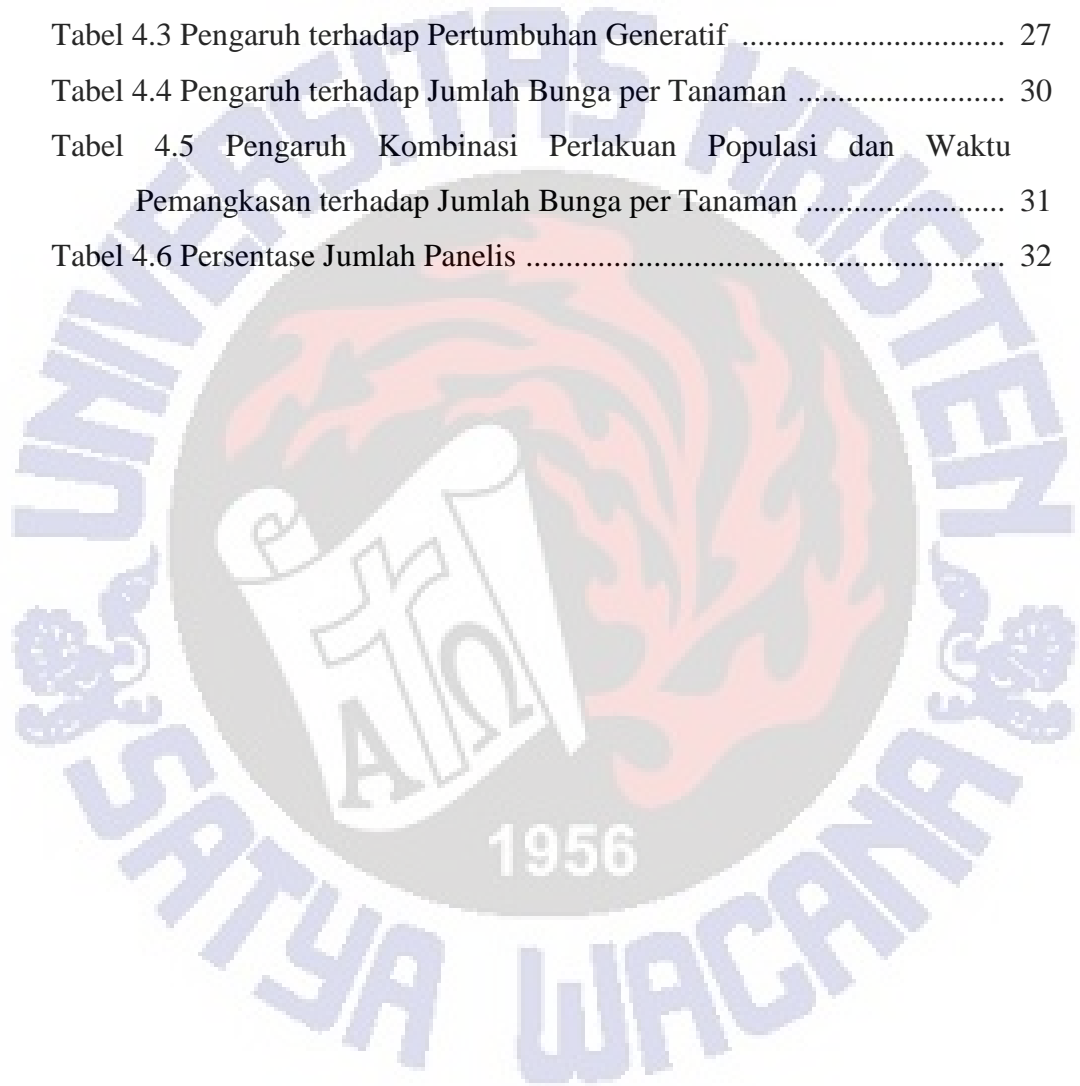 Tabel 4.3 Pengaruh terhadap Pertumbuhan Generatif ................................ 27
Tabel 4.4 Pengaruh terhadap Jumlah Bunga per Tanaman ......................... 30
Tabel 4.5 Pengaruh Kombinasi Perlakuan Populasi dan Waktu
Pemangkasan terhadap Jumlah Bunga per Tanaman ........................ 31
Tabel 4.6 Persentase Jumlah Panelis .......................................................... 32
UNIVERSITAS KRISTEN
AΩ
1956
SATYA WACANA